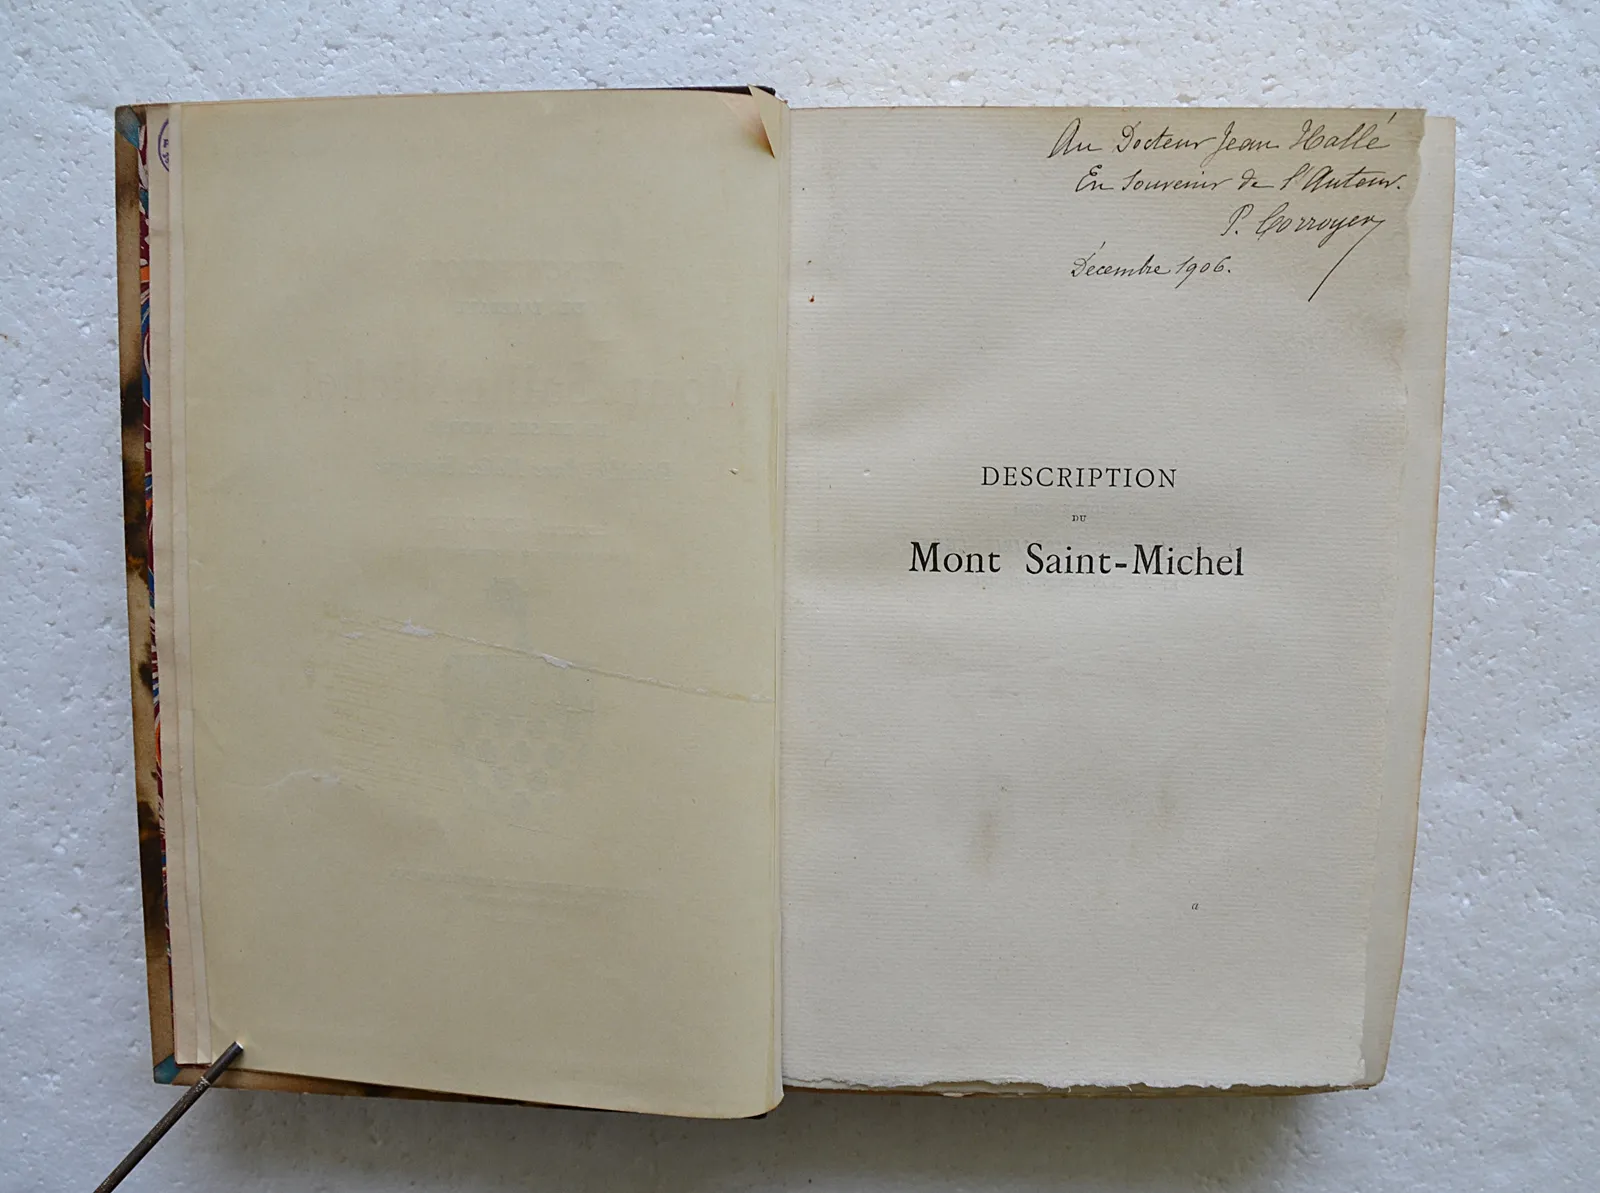 Au Docteur Jean Hallé
En souvenir de l'Auteur.
P. Corroyer
Décembre 1906.
DESCRIPTION
DU
Mont Saint-Michel
a